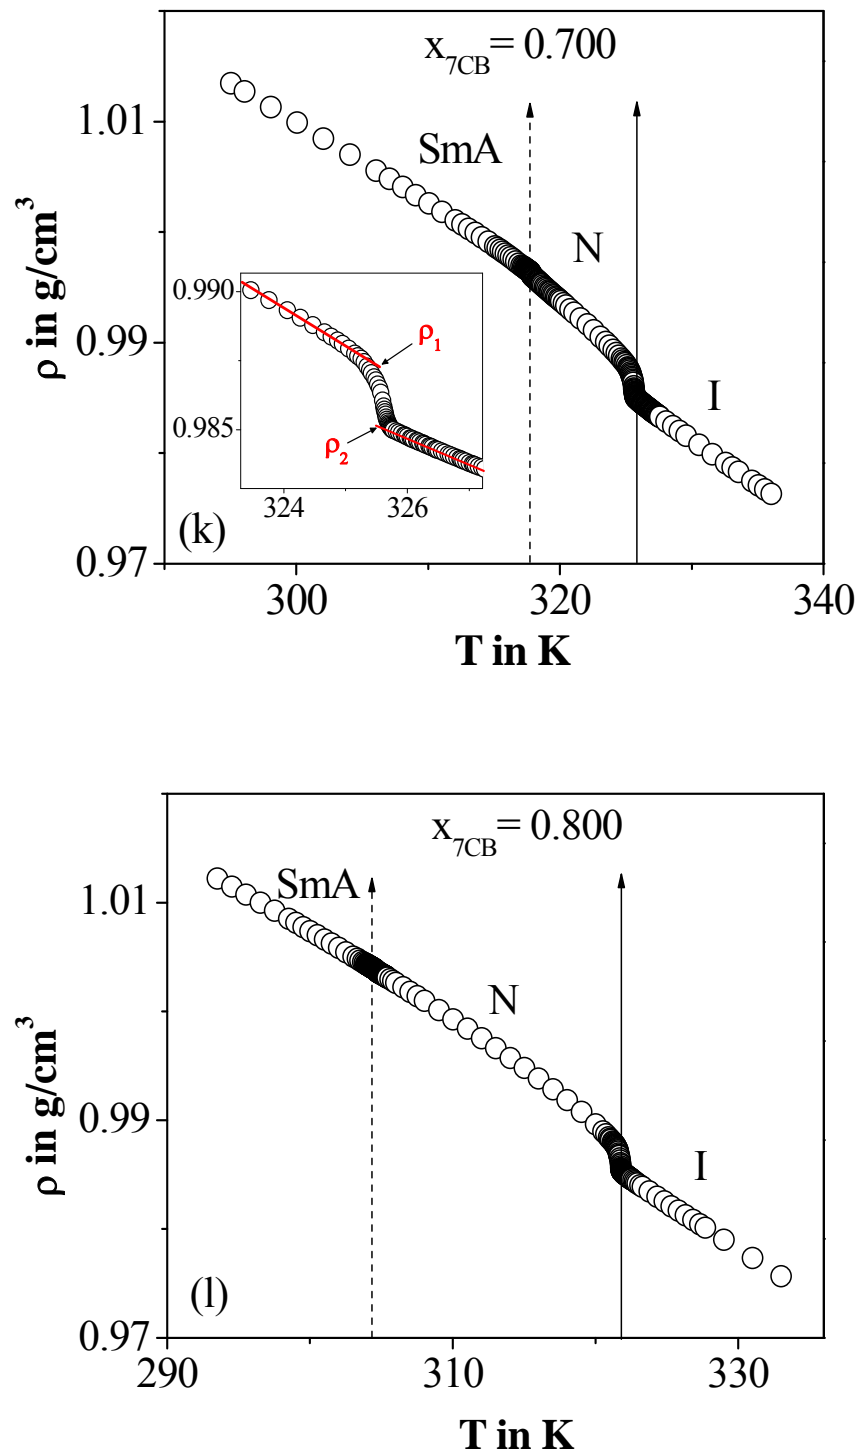 x₇CB = 0.700
1.01
SmA
N
ρ in g/cm³
0.990
ρ₁
0.99
I
0.985
ρ₂
324 326
(k)
0.97
300 320 340
T in K
x₇CB = 0.800
SmA
1.01
N
ρ in g/cm³
0.99
I
(l)
0.97
290 310 330
T in K